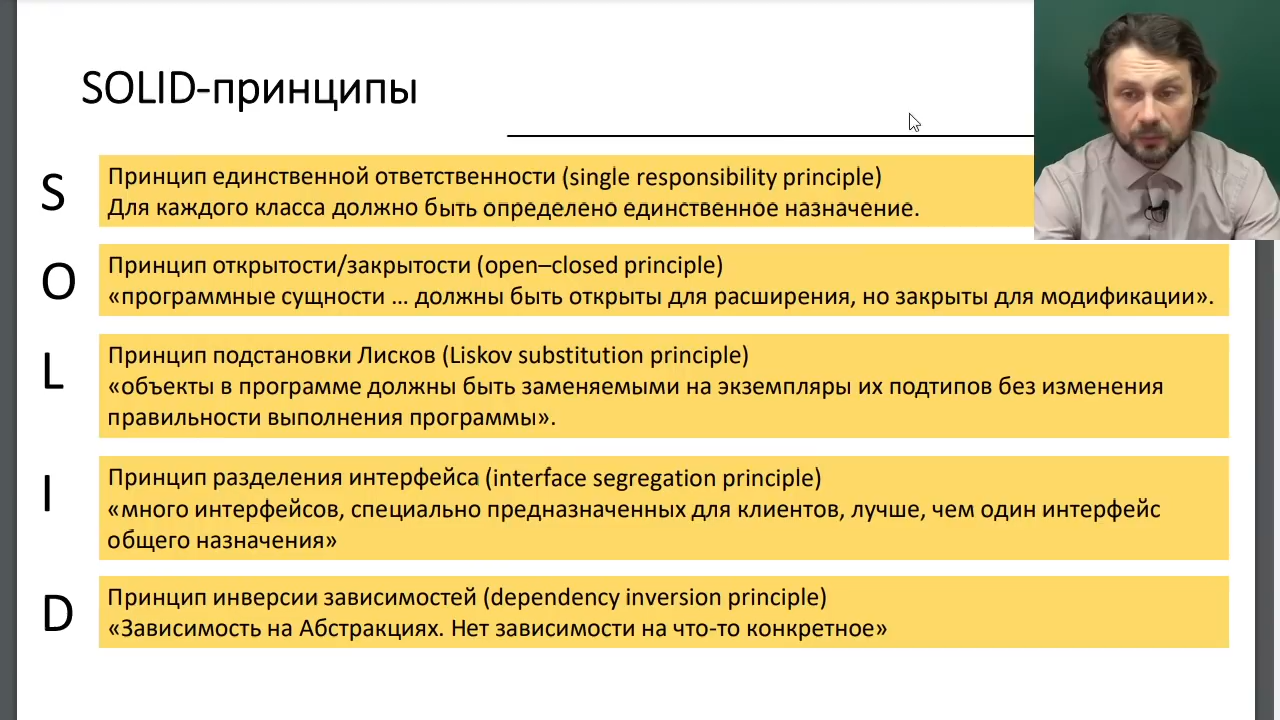 SOLID-принципы
S
Принцип единственной ответственности (single responsibility principle)
Для каждого класса должно быть определено единственное назначение.
O
Принцип открытости/закрытости (open–closed principle)
«программные сущности … должны быть открыты для расширения, но закрыты для модификации».
L
Принцип подстановки Лисков (Liskov substitution principle)
«объекты в программе должны быть заменяемыми на экземпляры их подтипов без изменения
правильности выполнения программы».
I
Принцип разделения интерфейса (interface segregation principle)
«много интерфейсов, специально предназначенных для клиентов, лучше, чем один интерфейс
общего назначения»
D
Принцип инверсии зависимостей (dependency inversion principle)
«Зависимость на Абстракциях. Нет зависимости на что-то конкретное»